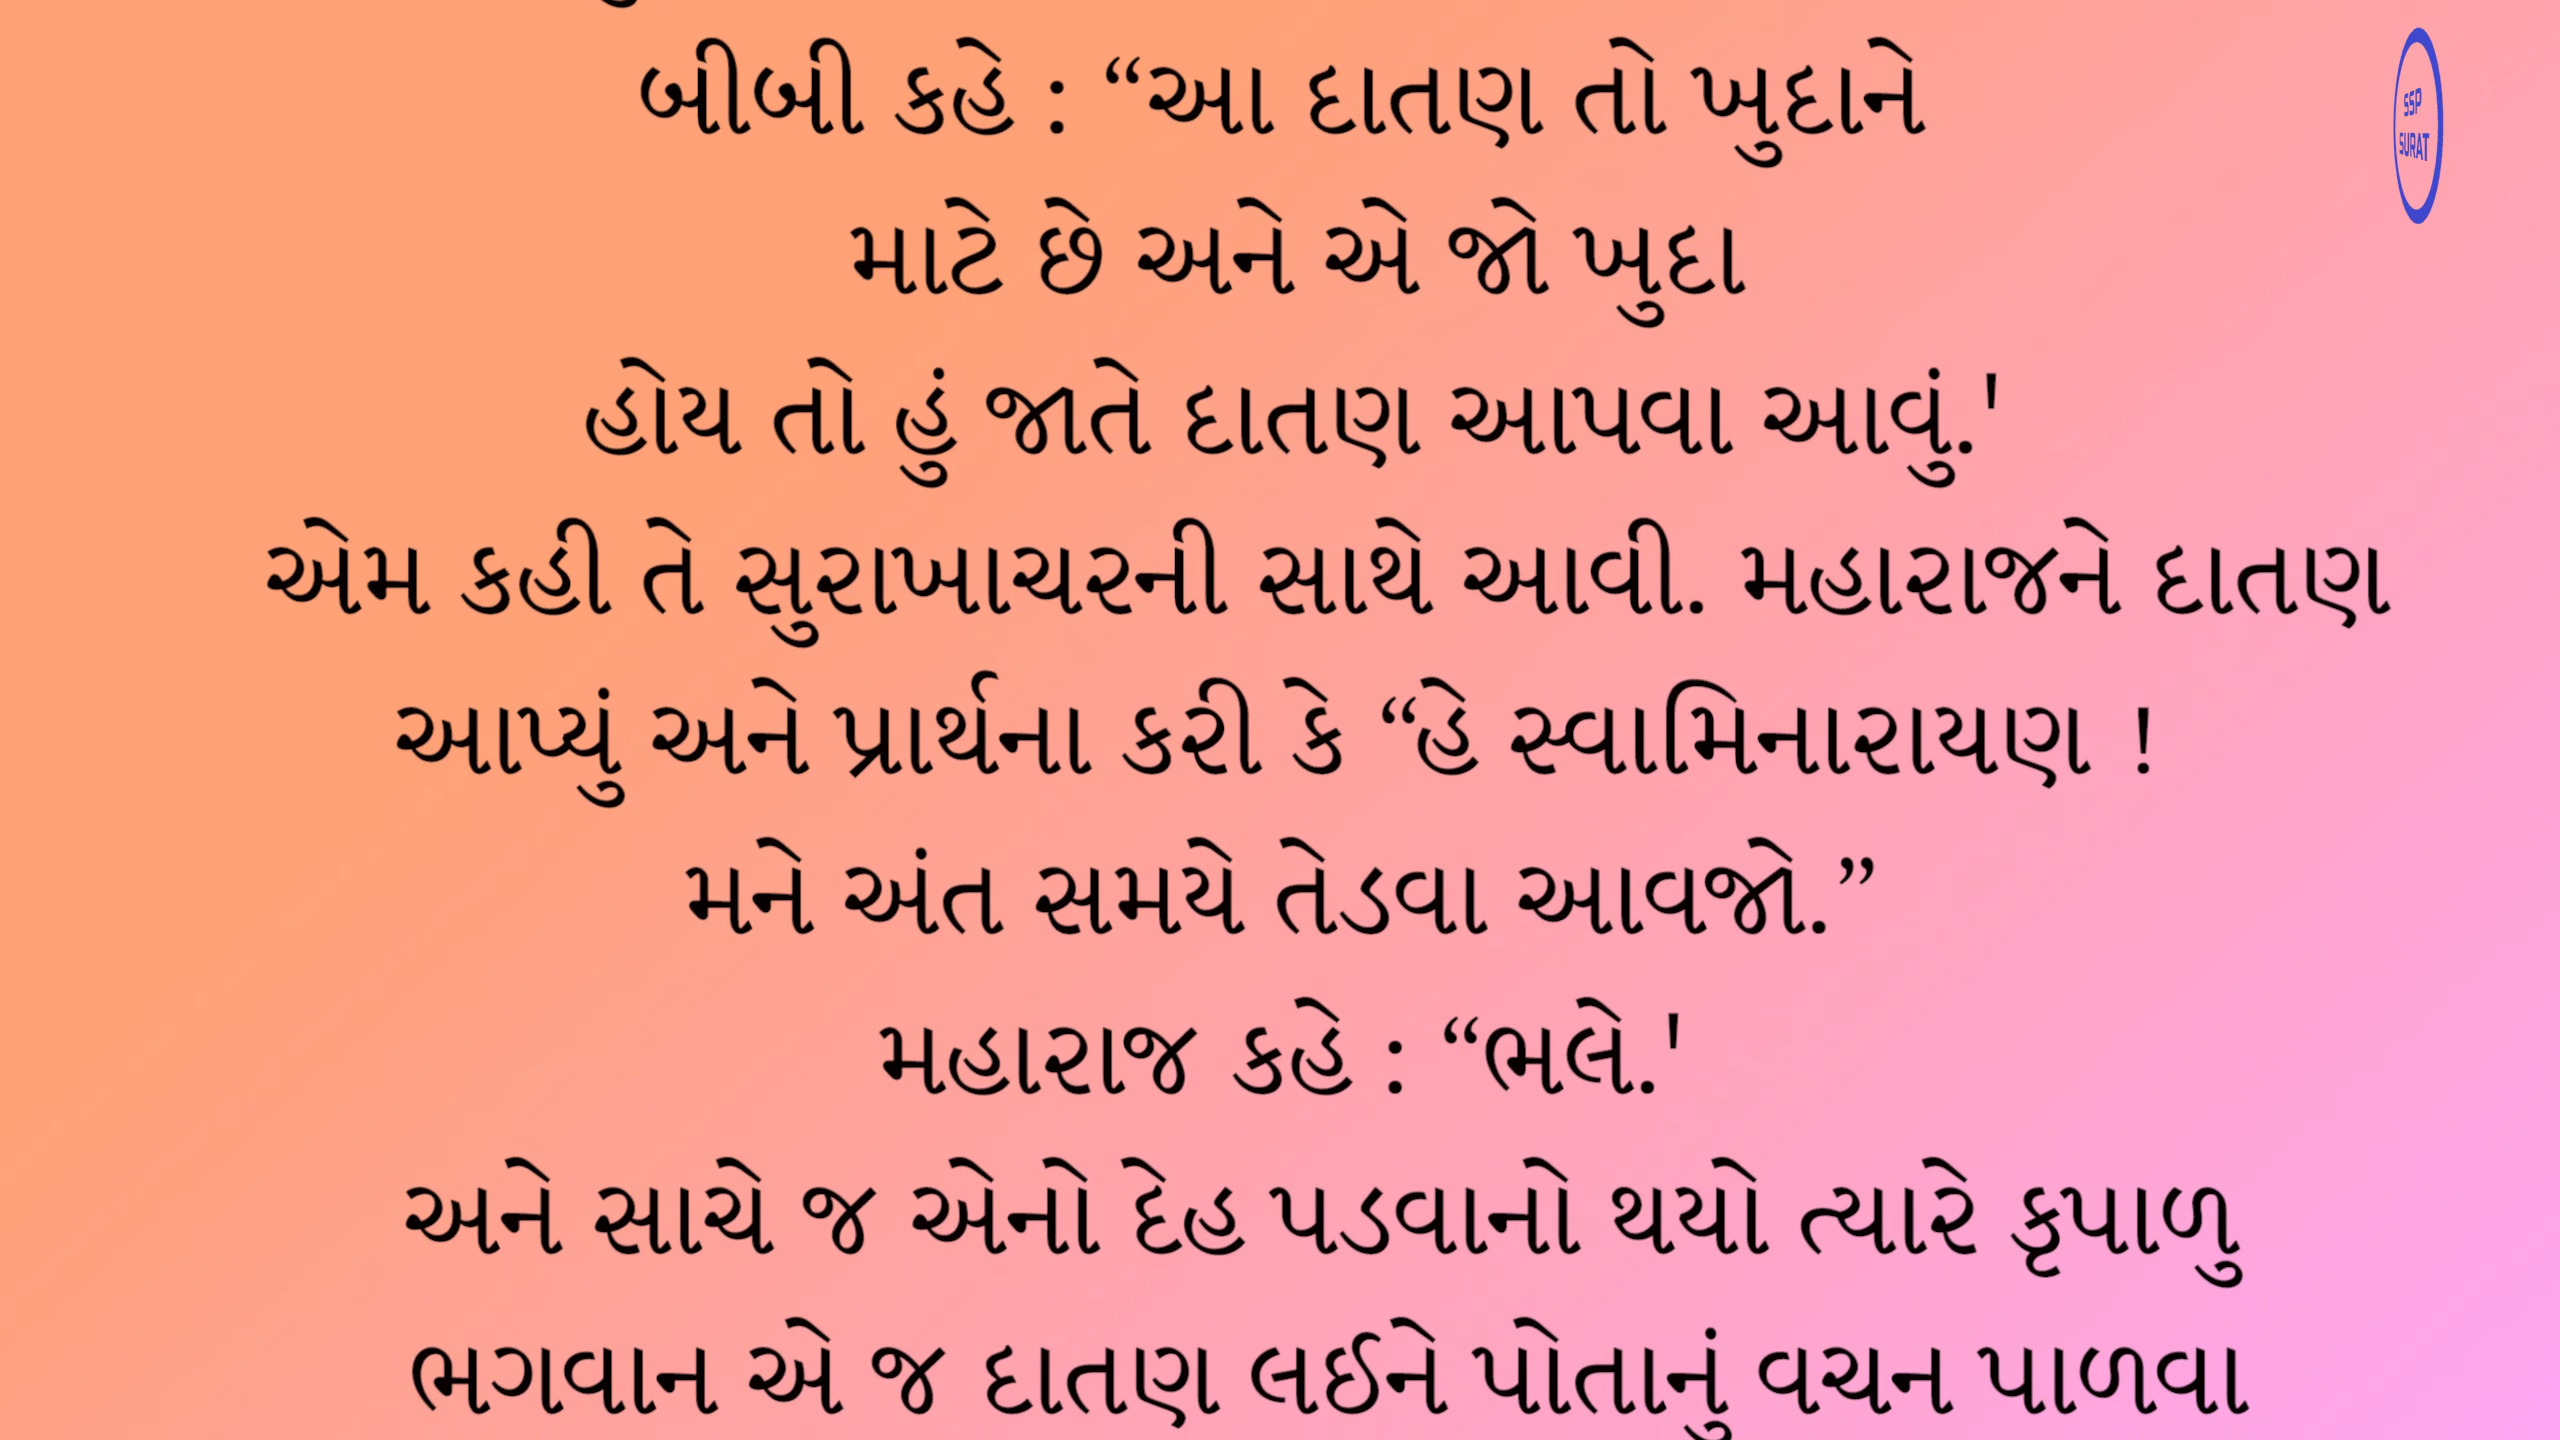 બીબી કહે : “આ દાતણ તો ખુદાને
માટે છે અને એ જો ખુદા
હોય તો હું જાતે દાતણ આપવા આવું.'
એમ કહી તે સુરાખાચરની સાથે આવી. મહારાજને દાતણ
આપ્યું અને પ્રાર્થના કરી કે “હે સ્વામિનારાયણ !
મને અંત સમયે તેડવા આવજો.”
મહારાજ કહે : “ભલે.'
અને સાચે જ એનો દેહ પડવાનો થયો ત્યારે કૃપાળુ
ભગવાન એ જ દાતણ લઈને પોતાનું વચન પાળવા
SSP
SURAT